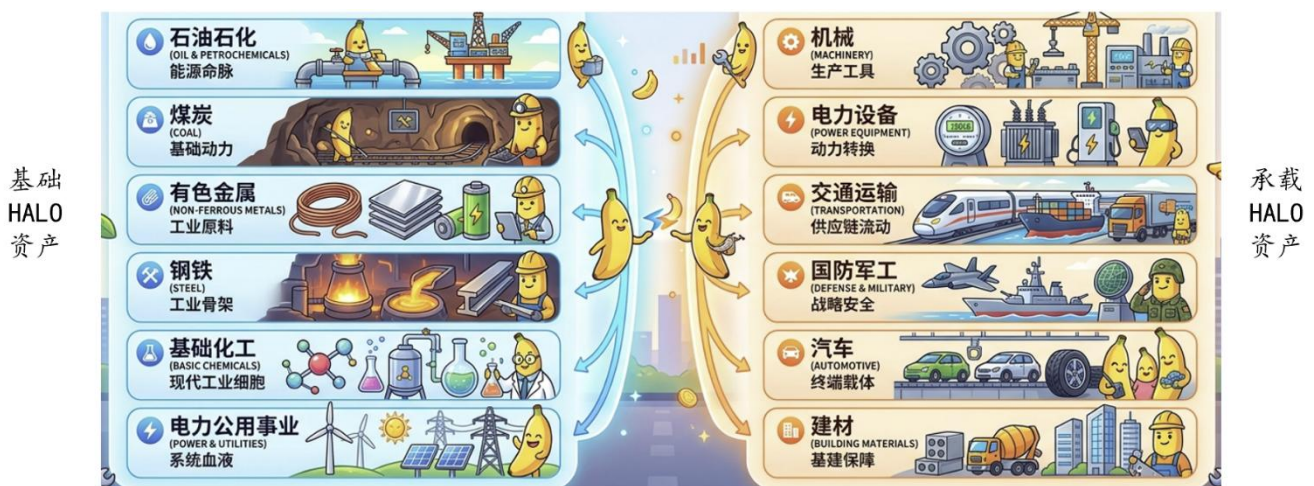 基础
HALO
资产
石油石化
(OIL & PETROCHEMICALS)
能源命脉
煤炭
(COAL)
基础动力
有色金属
(NON-FERROUS METALS)
工业原料
钢铁
(STEEL)
工业骨架
基础化工
(BASIC CHEMICALS)
现代工业细胞
电力公用事业
(POWER & UTILITIES)
系统血液
机械
(MACHINERY)
生产工具
电力设备
(POWER EQUIPMENT)
动力转换
交通运输
(TRANSPORTATION)
供应链流动
国防军工
(DEFENSE & MILITARY)
战略安全
汽车
(AUTOMOTIVE)
终端载体
建材
(BUILDING MATERIALS)
基建保障
承载
HALO
资产